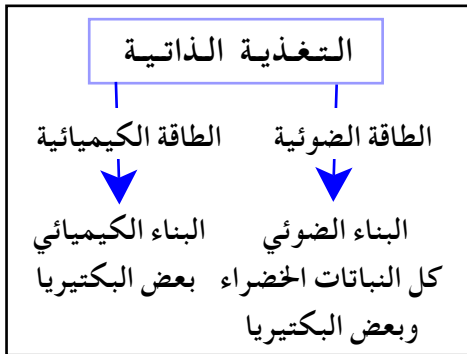 التغذية الذاتية
الطاقة الضوئية الطاقة الكيميائية
البناء الضوئي البناء الكيميائي
كل النباتات الخضراء بعض البكتيريا
وبعض البكتيريا